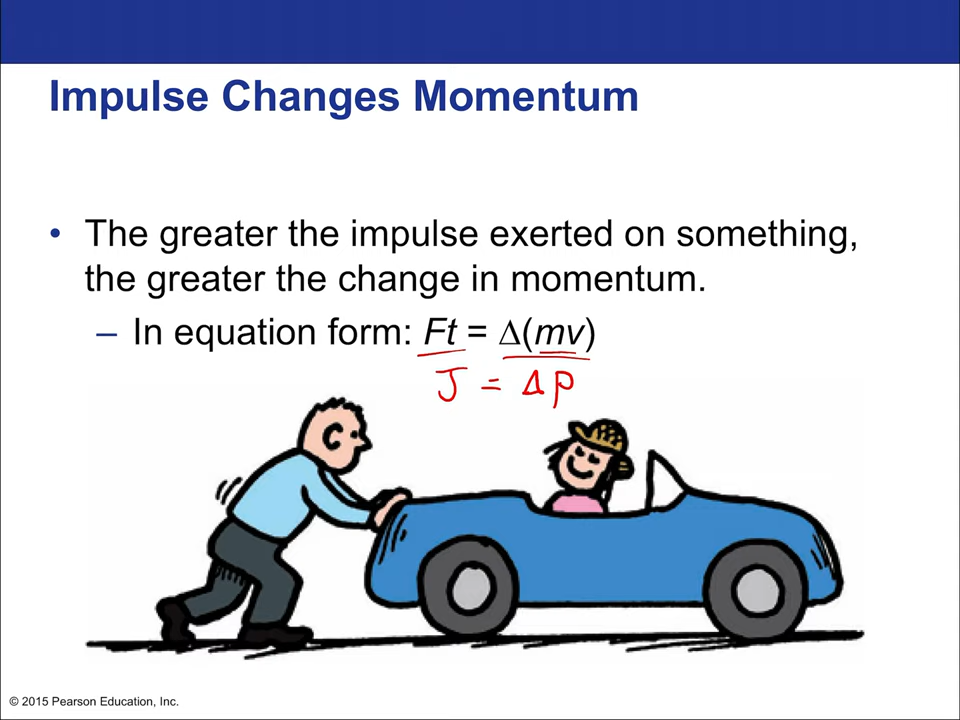 Impulse Changes Momentum
• The greater the impulse exerted on something,
the greater the change in momentum.
– In equation form: Ft = Δ(mv)
J = Δp
© 2015 Pearson Education, Inc.